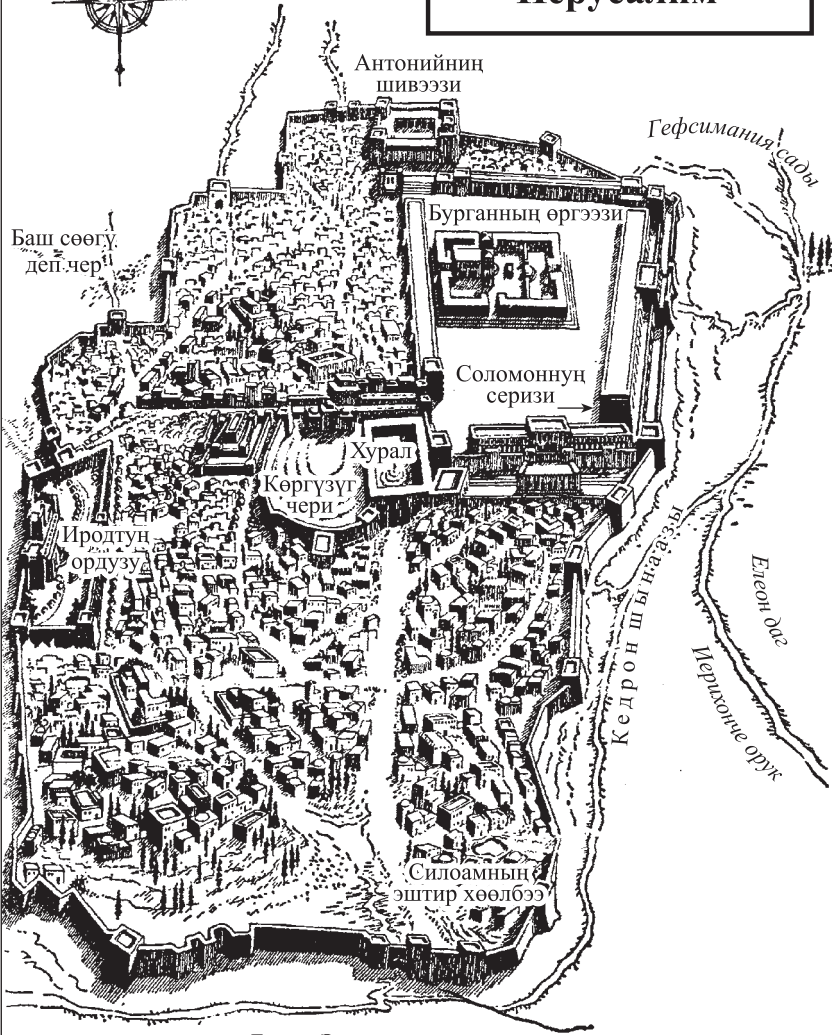 Иерусалим
Антонийниң
шивээзи
Гефсимания сады
Бурганның өргээзи
Баш сөөгү
деп чер
Соломоннуң
серизи
Хурал
Көргүзүг
чери
Иродтуң
ордузу
Кедрон шынаазы
Елеон даг
Иерихонче орук
Силоамның
эштир хөөлбээ